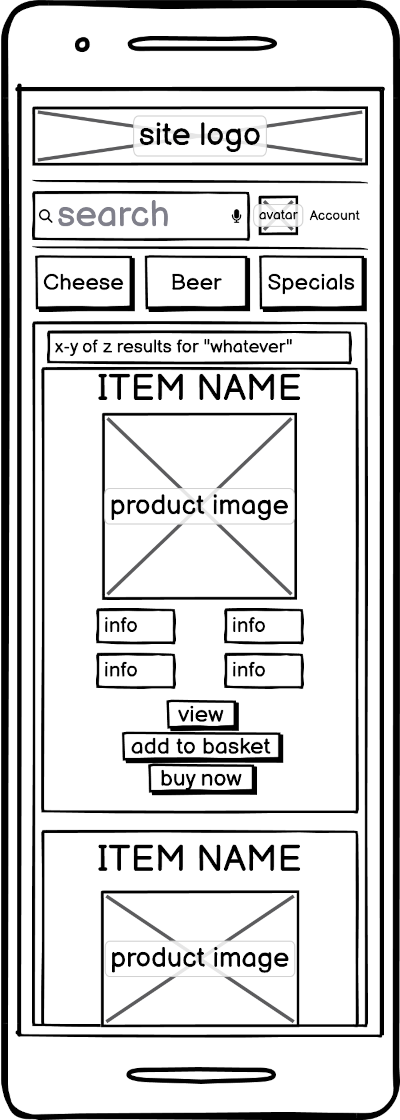 site logo
search
avatar
Account
Cheese
Beer
Specials
x-y of z results for "whatever"
ITEM NAME
product image
info
info
info
info
view
add to basket
buy now
ITEM NAME
product image